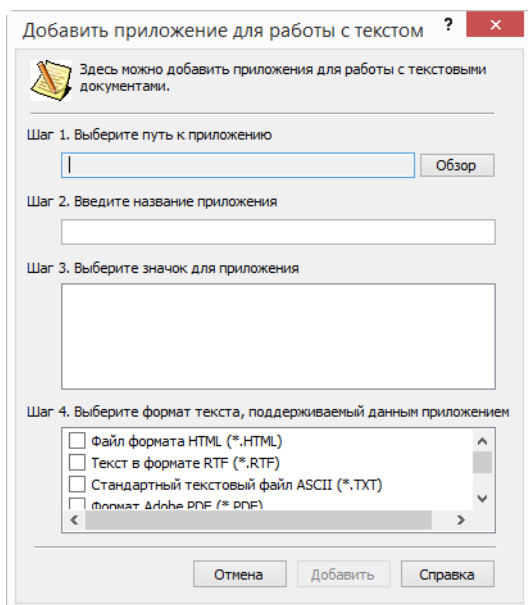 Добавить приложение для работы с текстом ? ×
Здесь можно добавить приложения для работы с текстовыми
документами.
Шаг 1. Выберите путь к приложению
Обзор
Шаг 2. Введите название приложения
Шаг 3. Выберите значок для приложения
Шаг 4. Выберите формат текста, поддерживаемый данным приложением
Файл формата HTML (*.HTML)
Текст в формате RTF (*.RTF)
Стандартный текстовый файл ASCII (*.TXT)
Формат Adobe PDF (*.PDF)
Отмена Добавить Справка